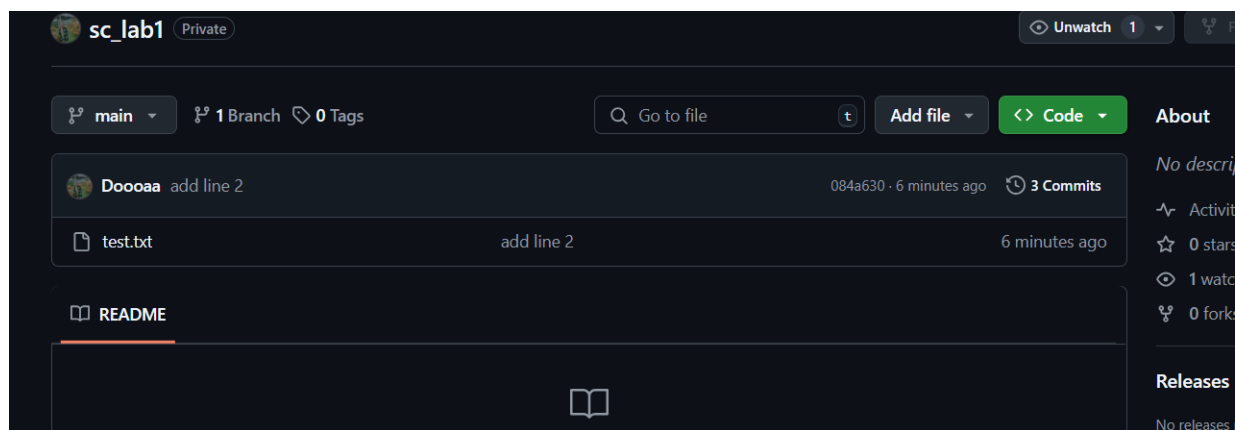 sc_lab1 Private Unwatch 1
main 1 Branch 0 Tags Go to file t Add file Code About
Doooaa add line 2 084a630 · 6 minutes ago 3 Commits
test.txt add line 2 6 minutes ago
0 stars
1
0 forks
README
Releases
No releases